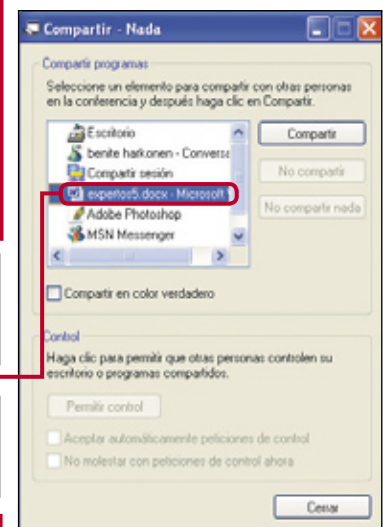 Compartir - Nada
Compartir programas
Seleccione un elemento para compartir con otras personas
en la conferencia y después haga clic en Compartir.
Escritorio
benite harkonen - Conversa
Compartir sesión
expertos5.docx - Microsoft
Adobe Photoshop
MSN Messenger
Compartir
No compartir
No compartir nada
Compartir en color verdadero
Control
Haga clic para permitir que otras personas controlen su
escritorio o programas compartidos.
Permitir control
Aceptar automáticamente peticiones de control
No molestar con peticiones de control ahora
Cerrar